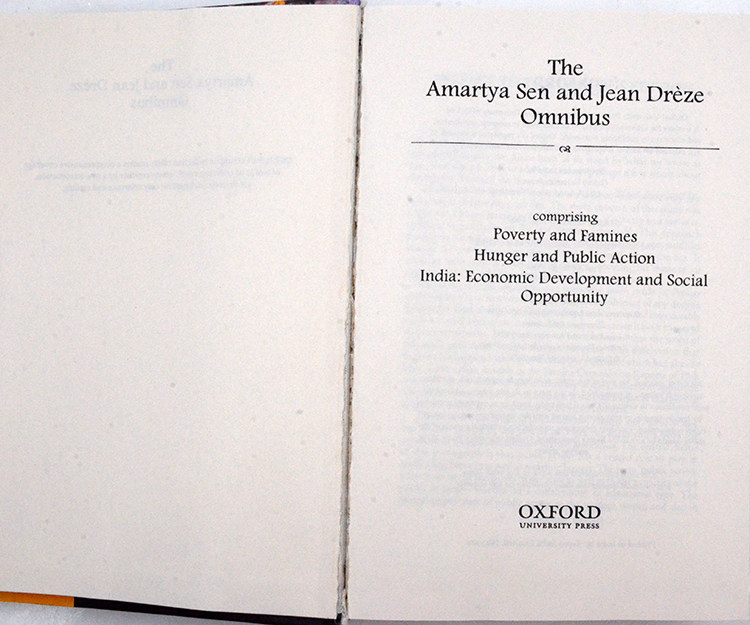 The
Amartya Sen and Jean Drèze
Omnibus
comprising
Poverty and Famines
Hunger and Public Action
India: Economic Development and Social
Opportunity
OXFORD
UNIVERSITY PRESS